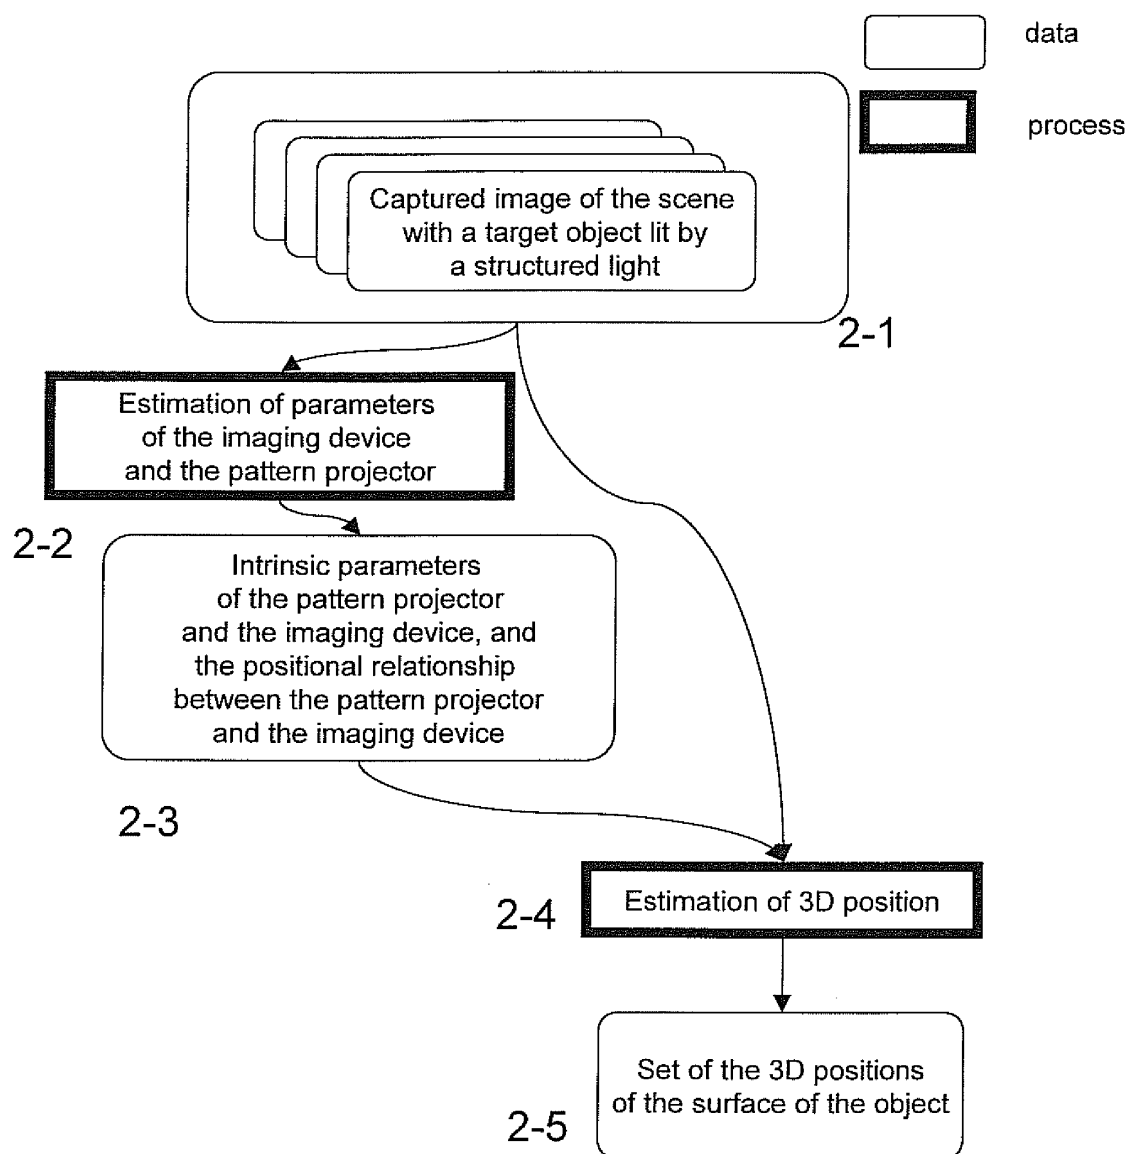 data
process
Captured image of the scene
with a target object lit by
a structured light
2-1
Estimation of parameters
of the imaging device
and the pattern projector
2-2
Intrinsic parameters
of the pattern projector
and the imaging device, and
the positional relationship
between the pattern projector
and the imaging device
2-3
2-4
Estimation of 3D position
Set of the 3D positions
of the surface of the object
2-5